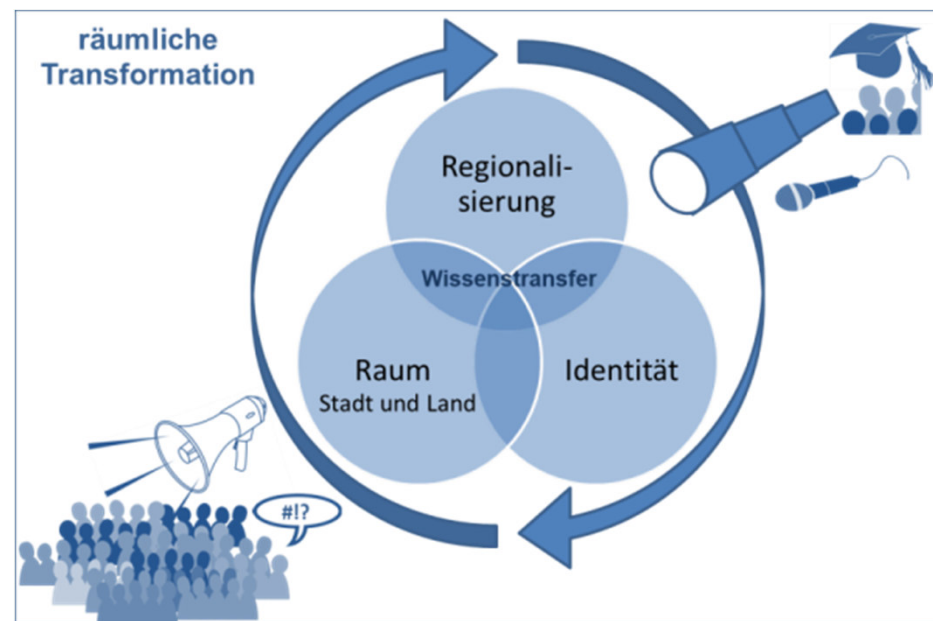 räumliche
Transformation
Regionali-
sierung
Wissenstransfer
Raum
Stadt und Land
Identität
#!?